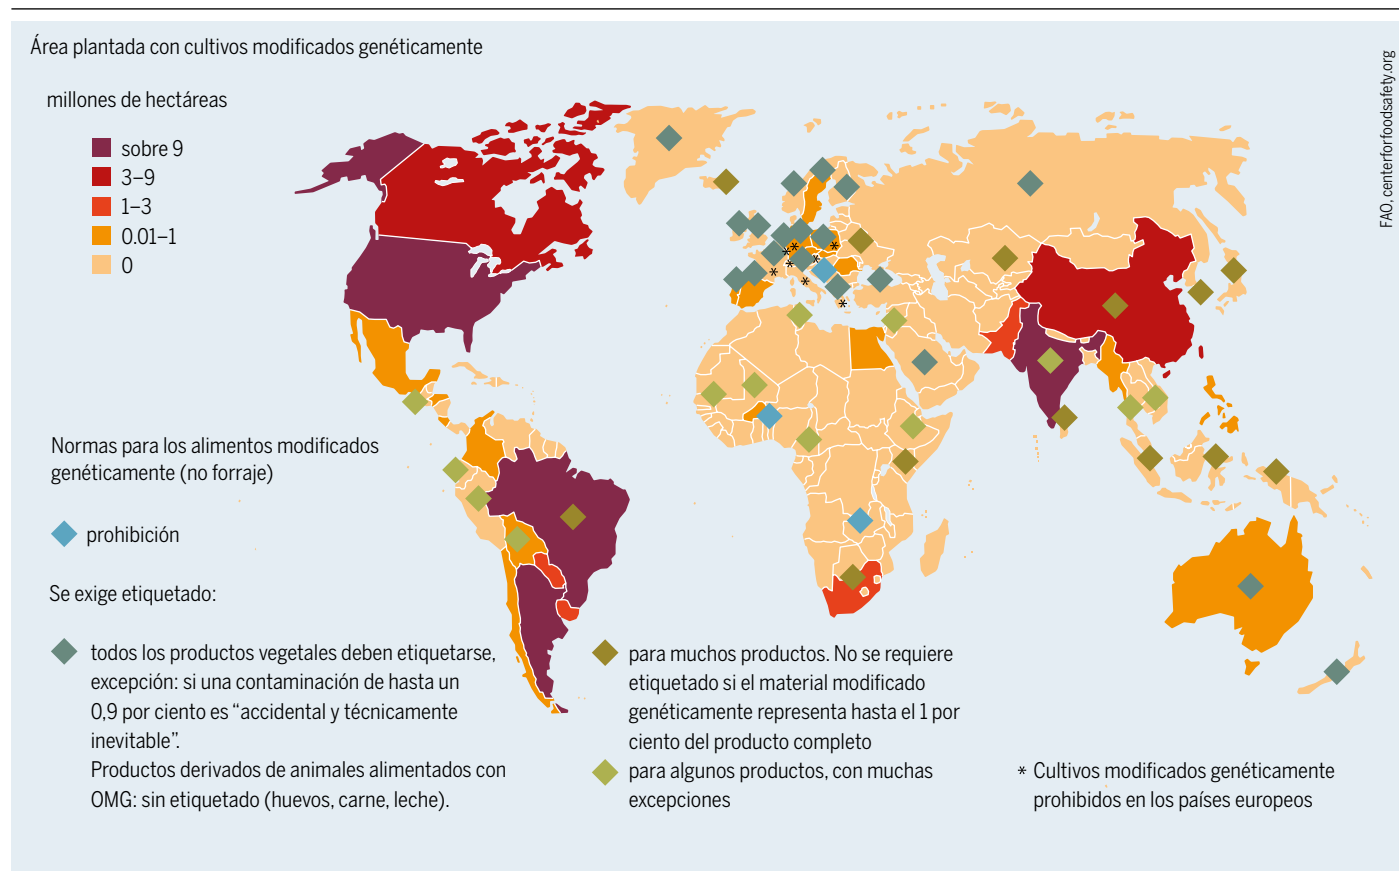 Área plantada con cultivos modificados genéticamente
millones de hectáreas
sobre 9
3–9
1–3
0.01–1
0
FAO, centerforfoodsafety.org
Normas para los alimentos modificados
genéticamente (no forraje)
prohibición
Se exige etiquetado:
todos los productos vegetales deben etiquetarse,
excepción: si una contaminación de hasta un
0,9 por ciento es “accidental y técnicamente
inevitable”.
Productos derivados de animales alimentados con
OMG: sin etiquetado (huevos, carne, leche).
para muchos productos. No se requiere
etiquetado si el material modificado
genéticamente representa hasta el 1 por
ciento del producto completo
para algunos productos, con muchas
excepciones
* Cultivos modificados genéticamente
prohibidos en los países europeos